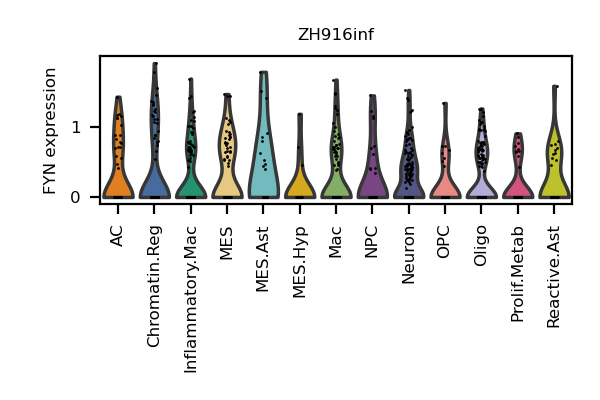 ZH916inf
FYN expression
1
0
AC
Chromatin.Reg
Inflammatory.Mac
MES
MES.Ast
MES.Hyp
Mac
NPC
Neuron
OPC
Oligo
Prolif.Metab
Reactive.Ast